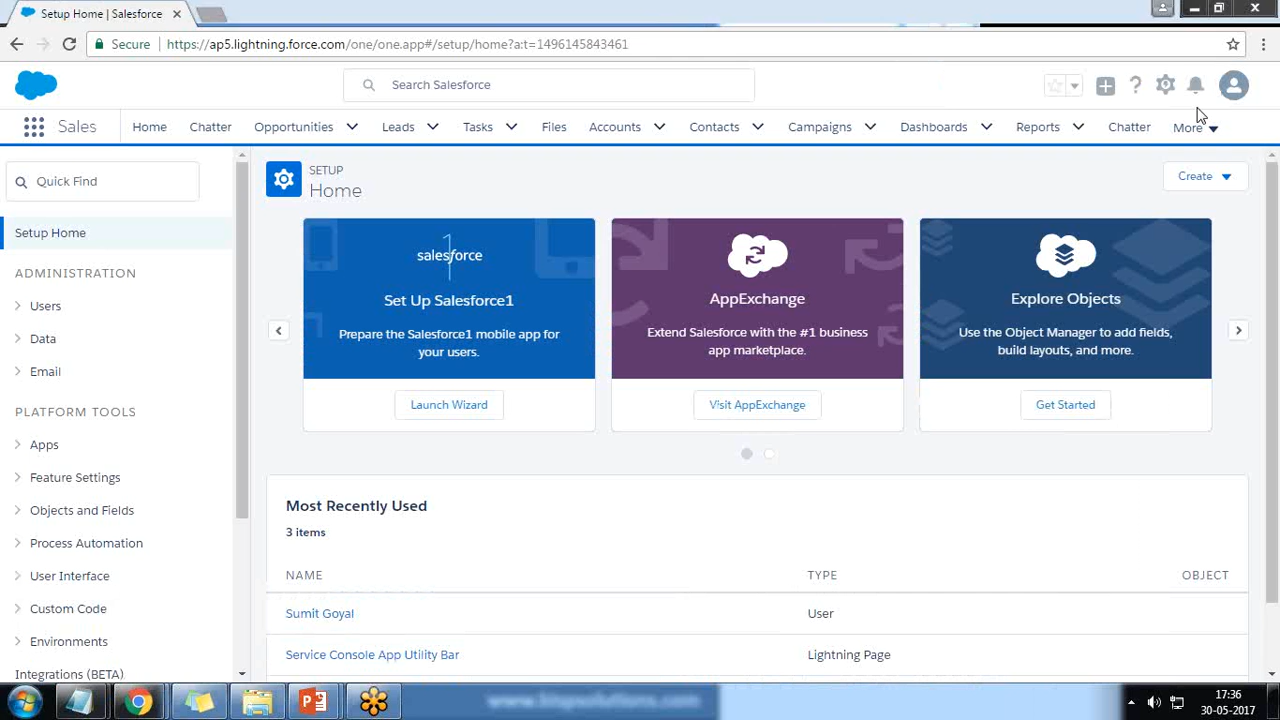 Setup Home | Salesforce
Secure https://ap5.lightning.force.com/one/one.app#/setup/home?a:t=1496145843461
Search Salesforce
Sales Home Chatter Opportunities Leads Tasks Files Accounts Contacts Campaigns Dashboards Reports Chatter More
Quick Find
Setup Home
ADMINISTRATION
Users
Data
Email
PLATFORM TOOLS
Apps
Feature Settings
Objects and Fields
Process Automation
User Interface
Custom Code
Environments
Integrations (BETA)
SETUP
Home
Create
salesforce
Set Up Salesforce1
Prepare the Salesforce1 mobile app for
your users.
Launch Wizard
AppExchange
Extend Salesforce with the #1 business
app marketplace.
Visit AppExchange
Explore Objects
Use the Object Manager to add fields,
build layouts, and more.
Get Started
Most Recently Used
3 items
NAME TYPE OBJECT
Sumit Goyal User
Service Console App Utility Bar Lightning Page
17:36
30-05-2017